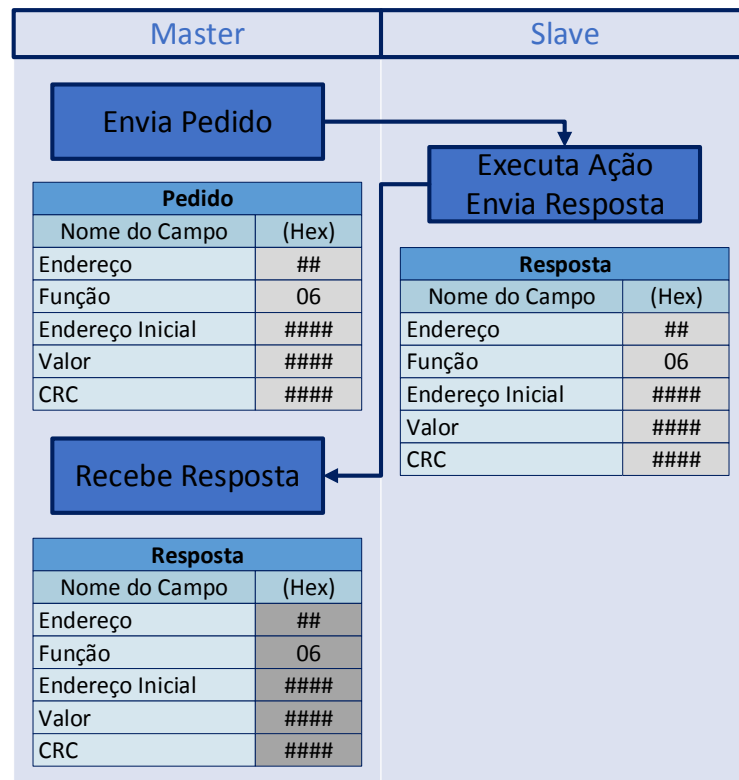 Master
Slave
Envia Pedido
Executa Ação
Envia Resposta
Pedido
Nome do Campo (Hex)
Endereço ##
Função 06
Endereço Inicial ####
Valor ####
CRC ####
Resposta
Nome do Campo (Hex)
Endereço ##
Função 06
Endereço Inicial ####
Valor ####
CRC ####
Recebe Resposta
Resposta
Nome do Campo (Hex)
Endereço ##
Função 06
Endereço Inicial ####
Valor ####
CRC ####